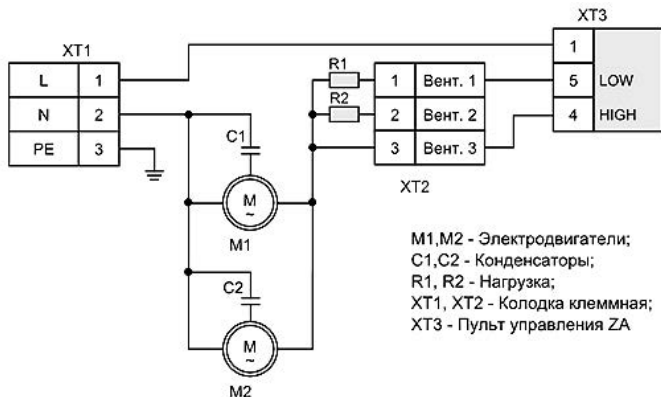 XT1
L 1
N 2
PE 3
C1
M
~
M1
C2
M
~
M2
R1
R2
1 Вент. 1
2 Вент. 2
3 Вент. 3
XT2
XT3
1
5 LOW
4 HIGH
M1,M2 - Электродвигатели;
C1,C2 - Конденсаторы;
R1, R2 - Нагрузка;
XT1, XT2 - Колодка клеммная;
XT3 - Пульт управления ZA